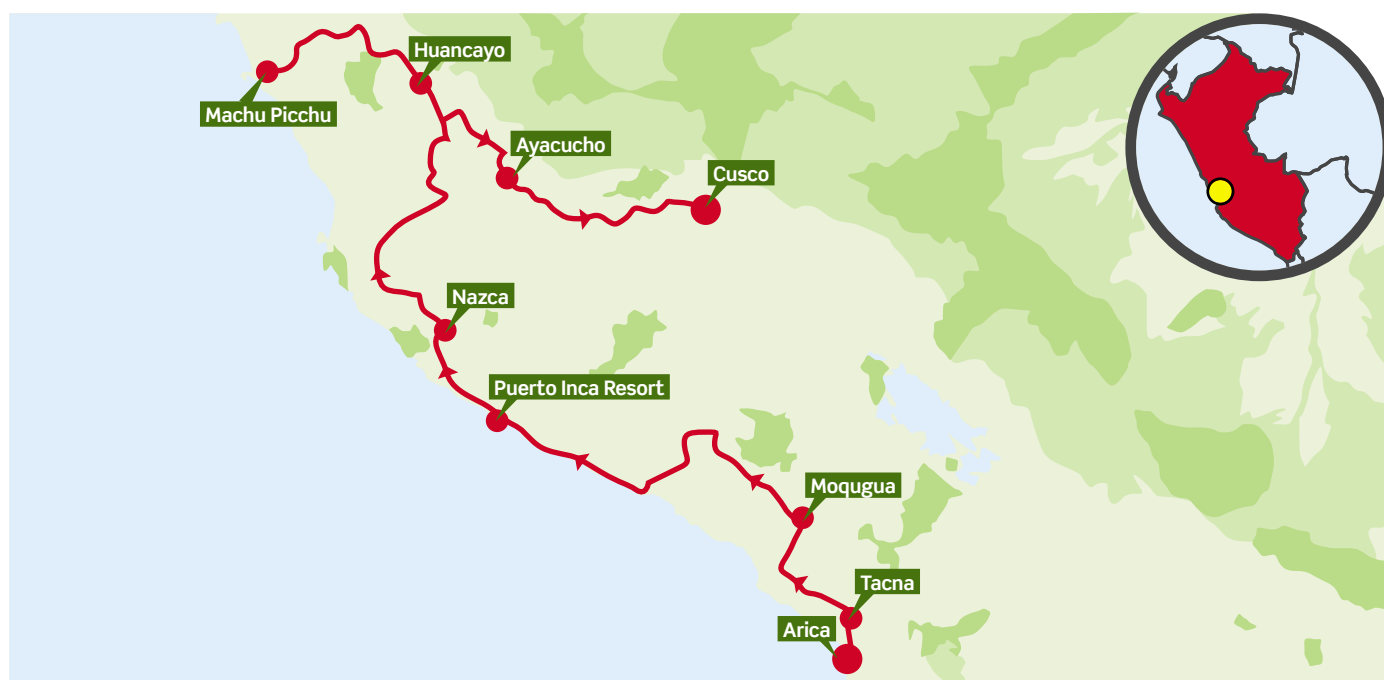 Huancayo
Machu Picchu
Ayacucho
Cusco
Nazca
Puerto Inca Resort
Moqugua
Tacna
Arica